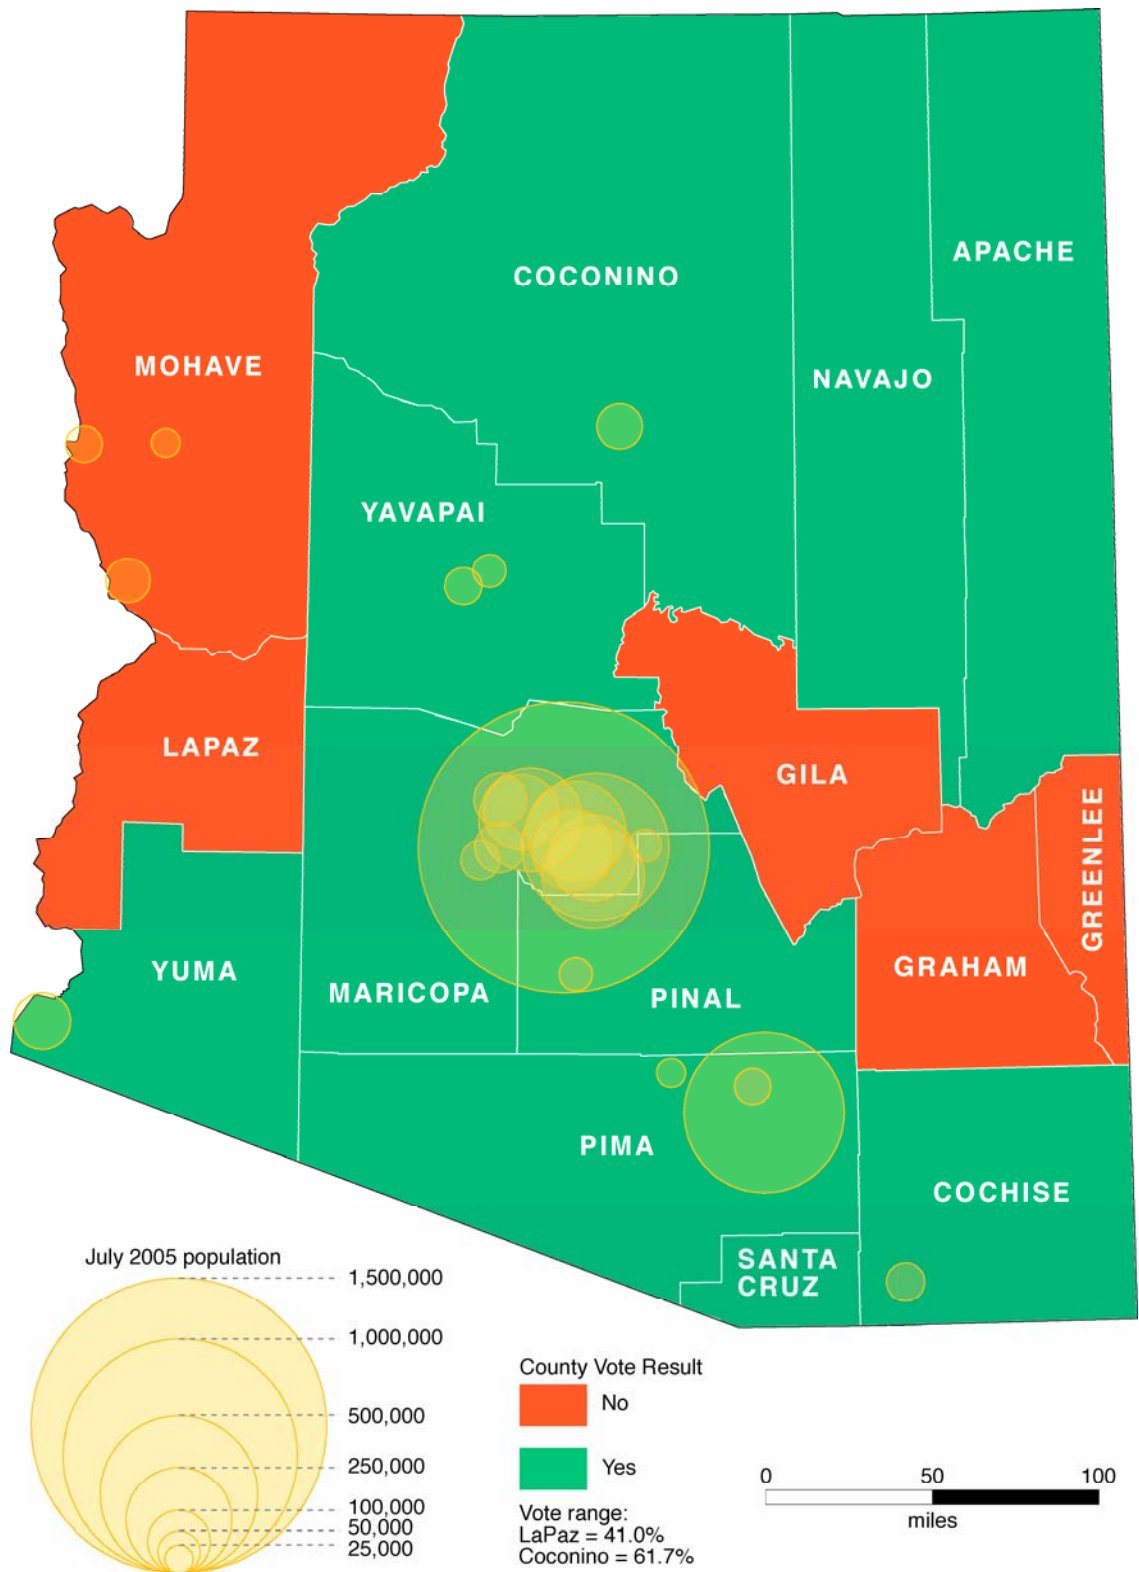 APACHE
COCONINO
MOHAVE
NAVAJO
YAVAPAI
LAPAZ
GILA
GREENLEE
YUMA
GRAHAM
MARICOPA
PINAL
PIMA
COCHISE
SANTA
CRUZ
July 2005 population
1,500,000
1,000,000
500,000
250,000
100,000
50,000
25,000
County Vote Result
No
Yes
Vote range:
LaPaz = 41.0%
Coconino = 61.7%
0 50 100
miles